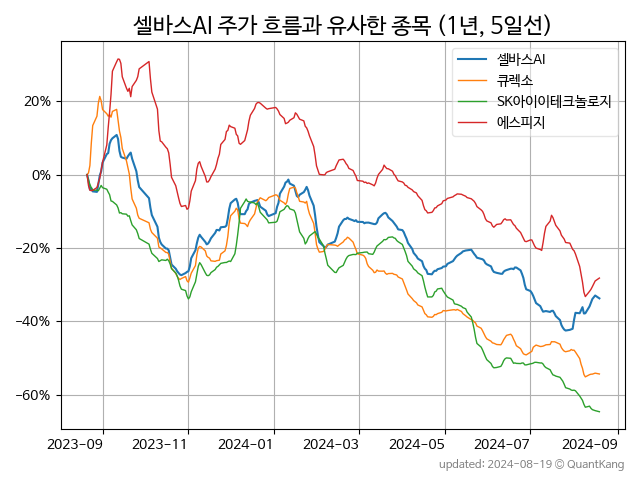 셀바스AI 주가 흐름과 유사한 종목 (1년, 5일선)
셀바스AI
큐렉소
SK아이이테크놀로지
에스피지
20%
0%
−20%
−40%
−60%
2023-09 2023-11 2024-01 2024-03 2024-05 2024-07 2024-09
updated: 2024-08-19 © QuantKang